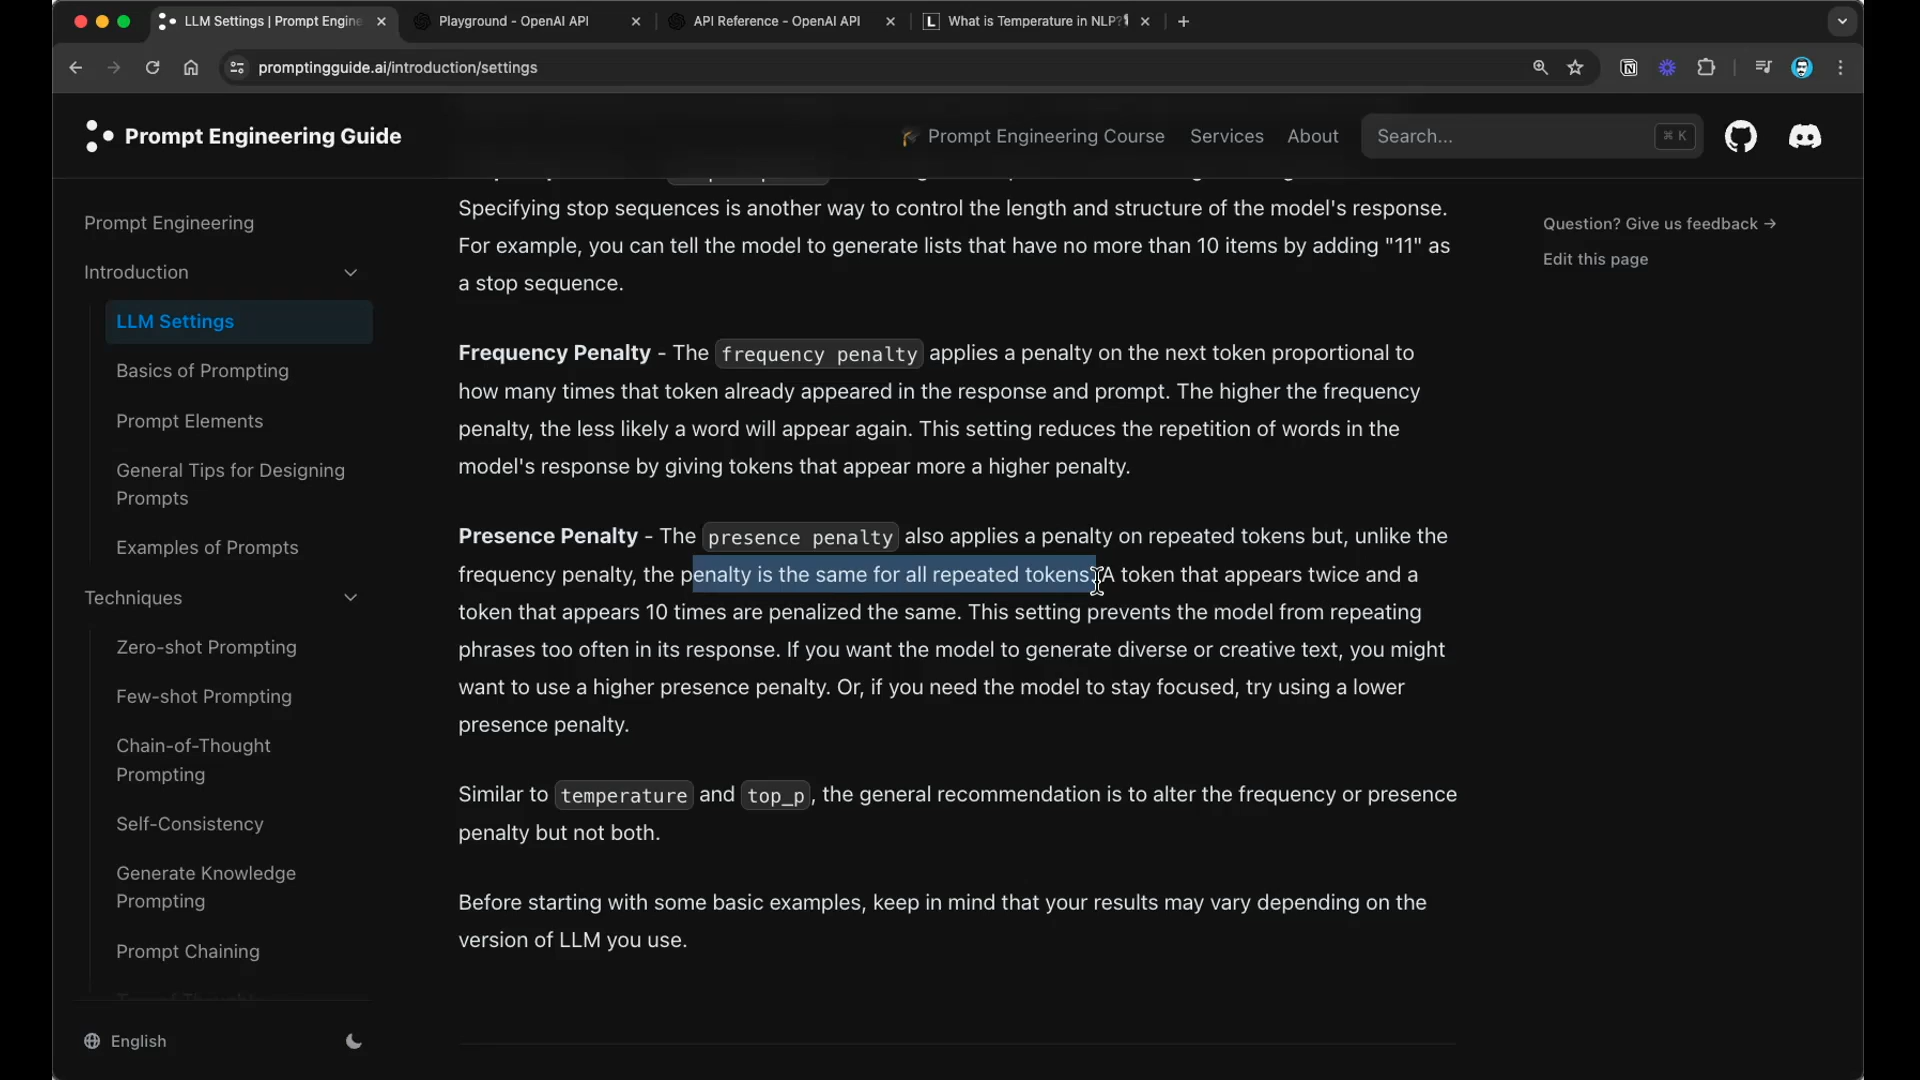 LLM Settings | Prompt Engine
Playground - OpenAI API
API Reference - OpenAI API
What is Temperature in NLP?
promptingguide.ai/introduction/settings
Prompt Engineering Guide
Prompt Engineering Course
Services
About
Search...
⌘ K
Prompt Engineering
Introduction
LLM Settings
Basics of Prompting
Prompt Elements
General Tips for Designing
Prompts
Examples of Prompts
Techniques
Zero-shot Prompting
Few-shot Prompting
Chain-of-Thought
Prompting
Self-Consistency
Generate Knowledge
Prompting
Prompt Chaining
English
Specifying stop sequences is another way to control the length and structure of the model's response.
For example, you can tell the model to generate lists that have no more than 10 items by adding "11" as
a stop sequence.
Frequency Penalty - The frequency penalty applies a penalty on the next token proportional to
how many times that token already appeared in the response and prompt. The higher the frequency
penalty, the less likely a word will appear again. This setting reduces the repetition of words in the
model's response by giving tokens that appear more a higher penalty.
Presence Penalty - The presence penalty also applies a penalty on repeated tokens but, unlike the
frequency penalty, the penalty is the same for all repeated tokens. A token that appears twice and a
token that appears 10 times are penalized the same. This setting prevents the model from repeating
phrases too often in its response. If you want the model to generate diverse or creative text, you might
want to use a higher presence penalty. Or, if you need the model to stay focused, try using a lower
presence penalty.
Similar to temperature and top_p, the general recommendation is to alter the frequency or presence
penalty but not both.
Before starting with some basic examples, keep in mind that your results may vary depending on the
version of LLM you use.
Question? Give us feedback →
Edit this page